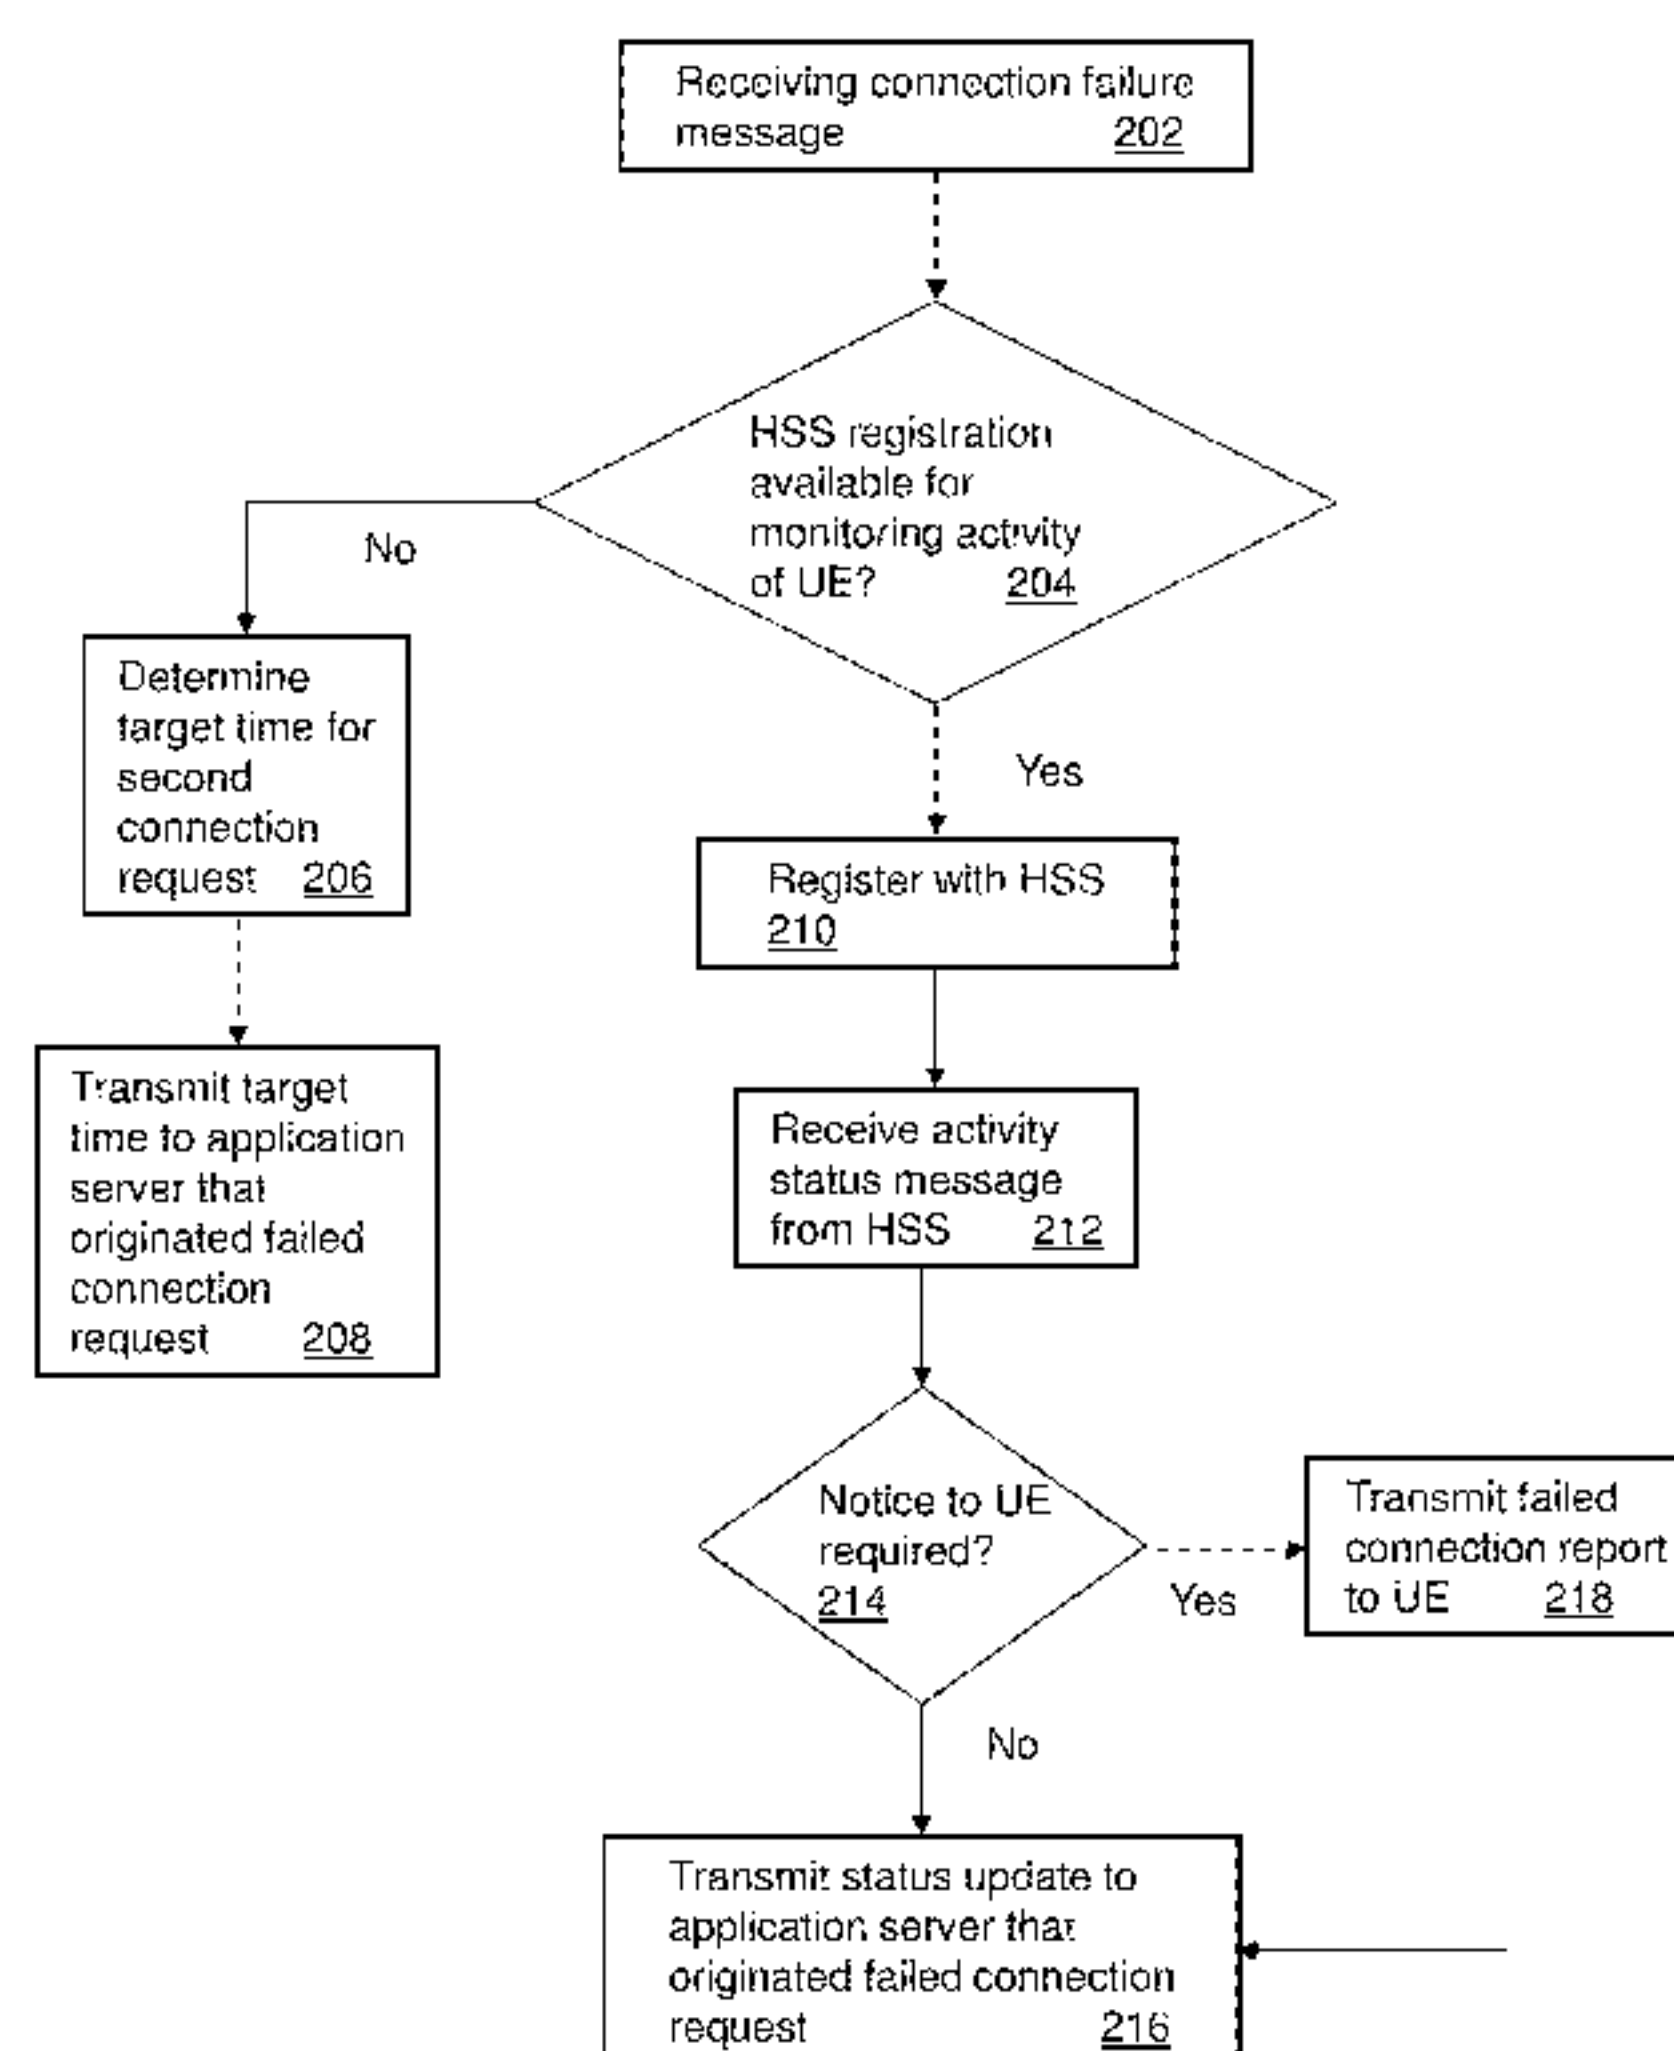 Receiving connection failure
message 202
HSS registration
available for
monitoring activity
of UE? 204
No
Determine
target time for
second
connection
request 206
Yes
Register with HSS
210
Transmit target
time to application
server that
originated failed
connection
request 208
Receive activity
status message
from HSS 212
Notice to UE
required?
214
Yes
Transmit failed
connection report
to UE 218
No
Transmit status update to
application server that
originated failed connection
request 216